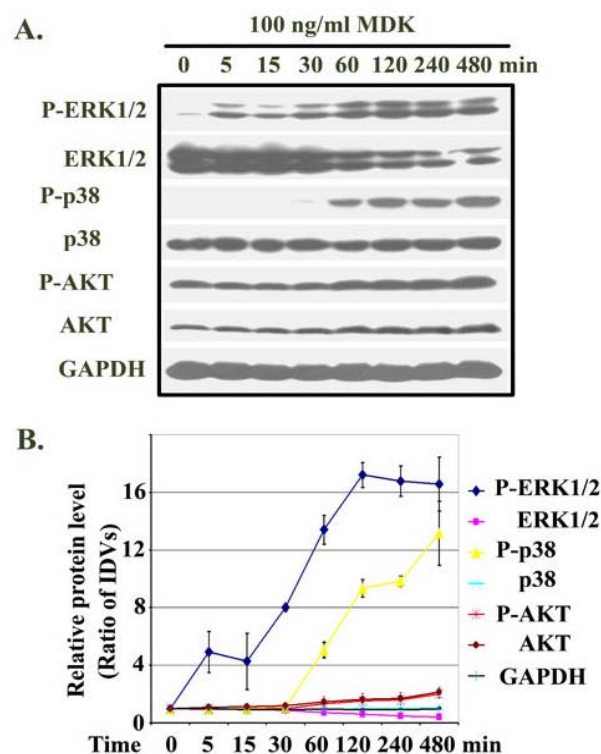 A.
100 ng/ml MDK
0 5 15 30 60 120 240 480 min
P-ERK1/2
ERK1/2
P-p38
p38
P-AKT
AKT
GAPDH
B.
Relative protein level
(Ratio of IDVs)
16
12
8
4
0
Time 0 5 15 30 60 120 240 480 min
P-ERK1/2
ERK1/2
P-p38
p38
P-AKT
AKT
GAPDH